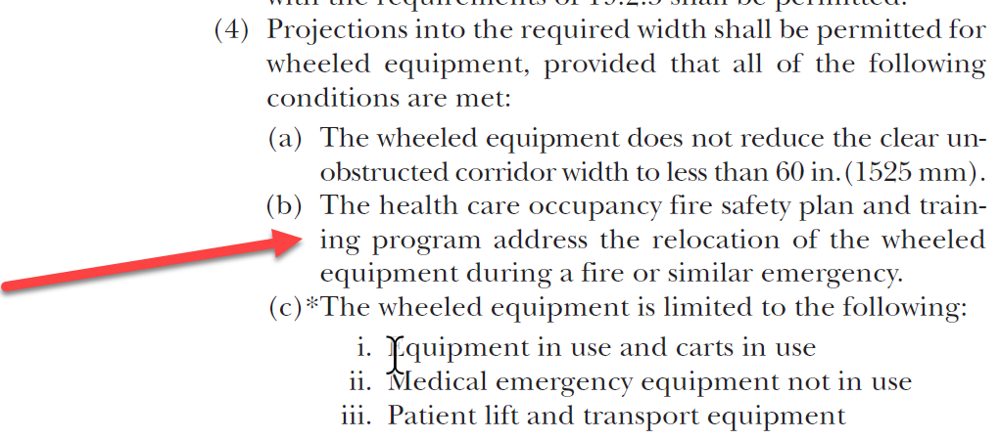 with the requirements of 19.2.3 shall be permitted.
(4) Projections into the required width shall be permitted for
wheeled equipment, provided that all of the following
conditions are met:
(a) The wheeled equipment does not reduce the clear un-
obstructed corridor width to less than 60 in. (1525 mm).
(b) The health care occupancy fire safety plan and train-
ing program address the relocation of the wheeled
equipment during a fire or similar emergency.
(c)*The wheeled equipment is limited to the following:
i. Equipment in use and carts in use
ii. Medical emergency equipment not in use
iii. Patient lift and transport equipment